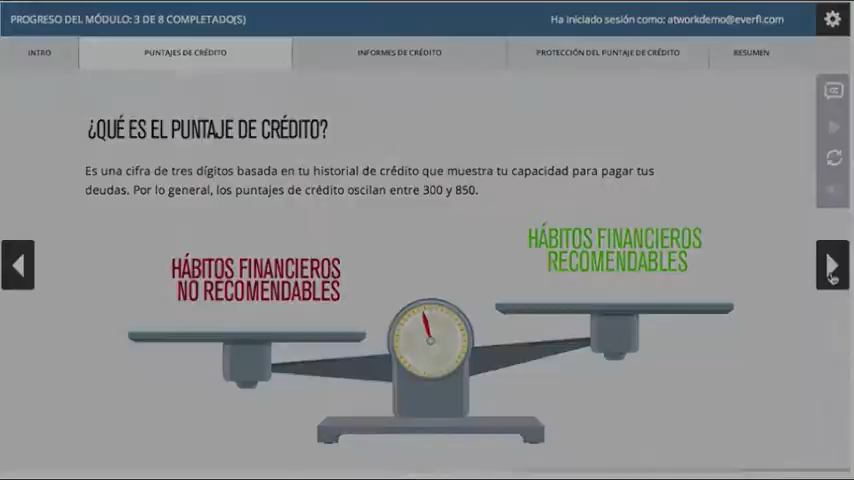 PROGRESO DEL MÓDULO: 3 DE 8 COMPLETADO(S)
Ha iniciado sesión como: atworkdemo@everfi.com
INTRO
PUNTAJES DE CRÉDITO
INFORMES DE CRÉDITO
PROTECCIÓN DEL PUNTAJE DE CRÉDITO
RESUMEN
¿QUÉ ES EL PUNTAJE DE CRÉDITO?
Es una cifra de tres dígitos basada en tu historial de crédito que muestra tu capacidad para pagar tus
deudas. Por lo general, los puntajes de crédito oscilan entre 300 y 850.
HÁBITOS FINANCIEROS
NO RECOMENDABLES
HÁBITOS FINANCIEROS
RECOMENDABLES